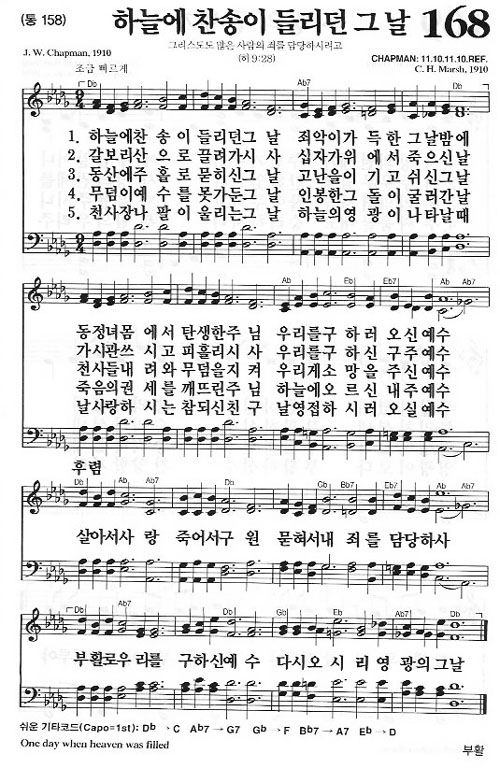 (통 158) 하늘에 찬송이 들리던 그 날 168
그리스도도 많은 사람의 죄를 담당하시려고
(히 9:28)
J. W. Chapman, 1910
CHAPMAN: 11.10.11.10.REF.
C. H. Marsh, 1910
조금 빠르게
Db Ab7 Db
1. 하늘에찬 송 이 들리던그 날 죄악이가 득 한 그날밤에
2. 갈보리산 으 로 끌려가시 사 십자가위 에 서 죽으신날
3. 동산에주 홀 로 묻히신그 날 고난을이 기 고 쉬신그날
4. 무덤이예 수 를 못가둔그 날 인봉한그 돌 이 굴러간날
5. 천사장나 팔 이 울리는그 날 하늘의영 광 이 나타날때
Ab Eb Eb7 Ab Ab7
동정녀몸 에 서 탄생한주 님 우리를구 하 러 오신예수
가시관쓰 시 고 피흘리시 사 우리를구 하신 구주예수
천사들내 려 와 무덤을지 켜 우리게소 망을 주신예수
죽음의권 세 를 깨뜨린주 님 하늘에오 르신 내주예수
날사랑하 시 는 참되신친 구 날영접하 시 러 오실예수
후렴
Db Ab Ab7 Db Gb Bb7 Eb7 Ab Ab7
살아서사 랑 죽어서구 원 묻혀서내 죄 를 담당하사
Db Ab7 Db Gb Eb Ab7 Db
부활로우 리 를 구하신예 수 다시오 시 리 영 광의그날
쉬운 기타코드(Capo=1st): Db → C Ab7 → G7 Gb → F Bb7 → A7 Eb → D
One day when heaven was filled
부활